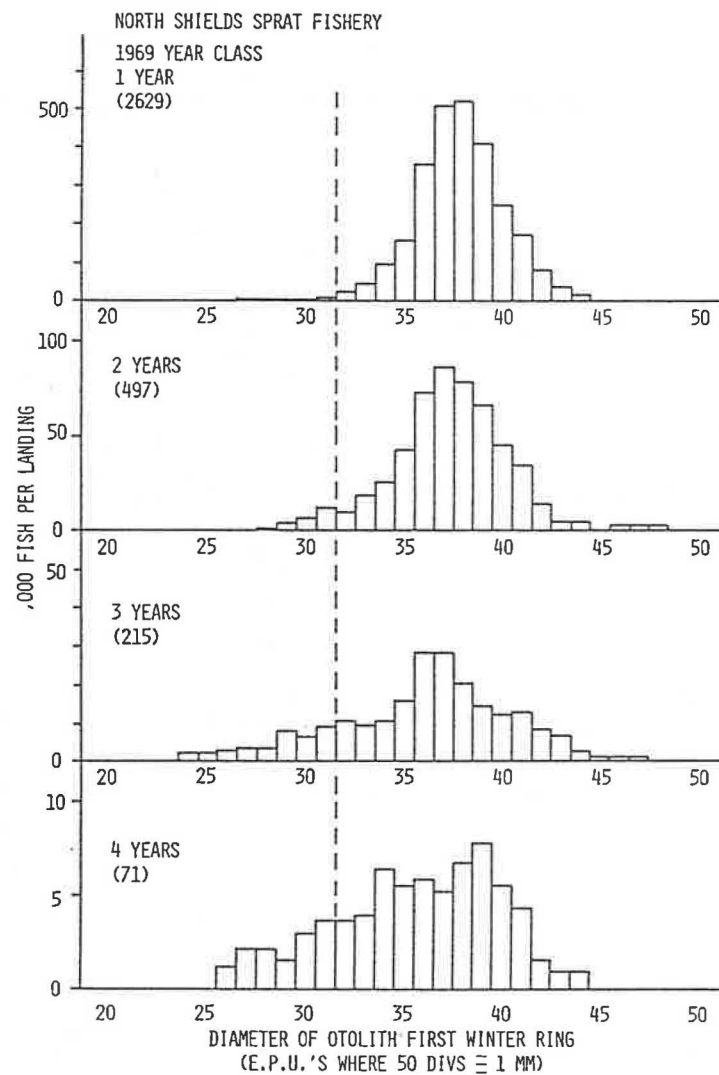 NORTH SHIELDS SPRAT FISHERY
1969 YEAR CLASS
1 YEAR
(2629)
500
0
20 25 30 35 40 45 50
100
2 YEARS
(497)
50
0
20 25 30 35 40 45 50
50
3 YEARS
(215)
0
20 25 30 35 40 45 50
10
4 YEARS
(71)
5
0
20 25 30 35 40 45 50
,000 FISH PER LANDING
DIAMETER OF OTOLITH FIRST WINTER RING
(E.P.U.'S WHERE 50 DIVS ≅ 1 MM)